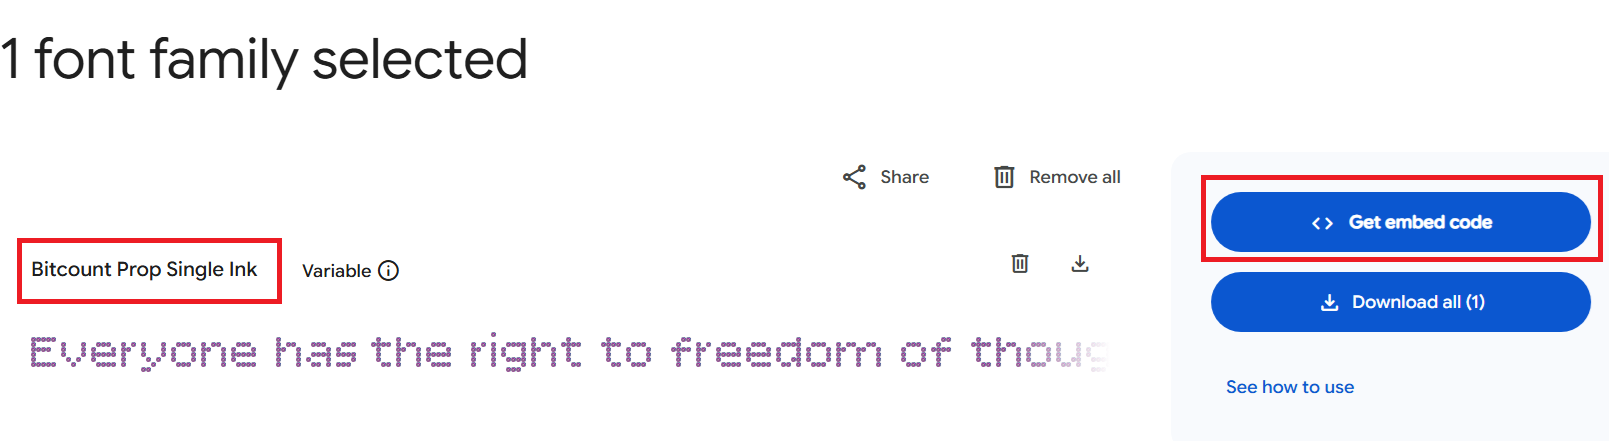 1 font family selected
Share
Remove all
Get embed code
Bitcount Prop Single Ink
Variable
Download all (1)
Everyone has the right to freedom of thoug
See how to use